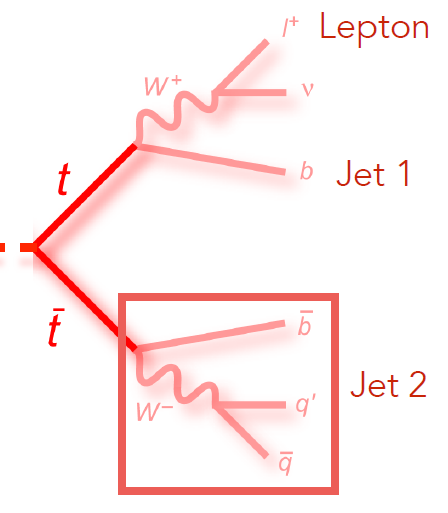 l⁺ Lepton
W⁺
ν
t
b Jet 1
t̄
b̄
Jet 2
W⁻
q'
q̄